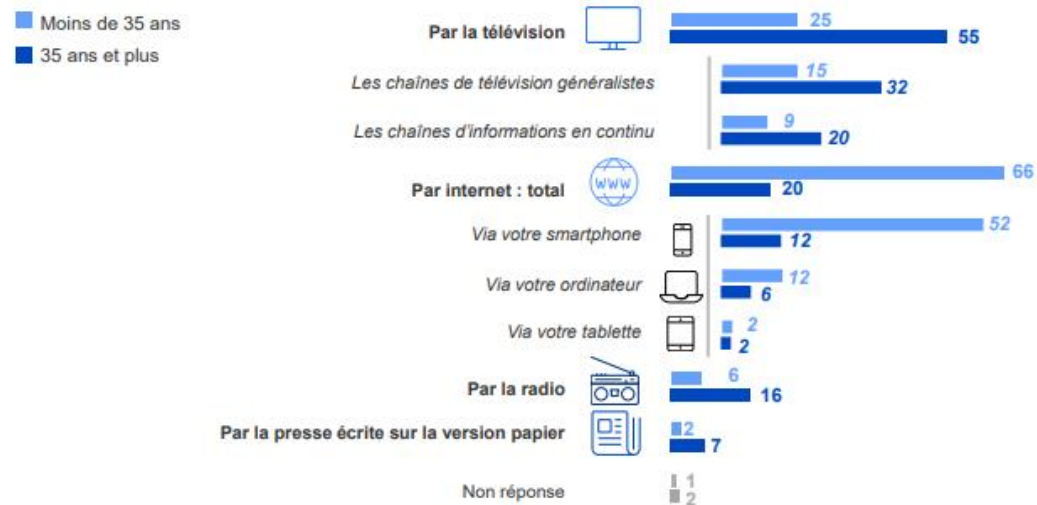 Moins de 35 ans
35 ans et plus
Par la télévision
25
55
Les chaînes de télévision généralistes
15
32
Les chaînes d'informations en continu
9
20
Par internet : total
www
66
20
Via votre smartphone
52
12
Via votre ordinateur
12
6
Via votre tablette
2
2
Par la radio
6
16
Par la presse écrite sur la version papier
2
7
Non réponse
1
2